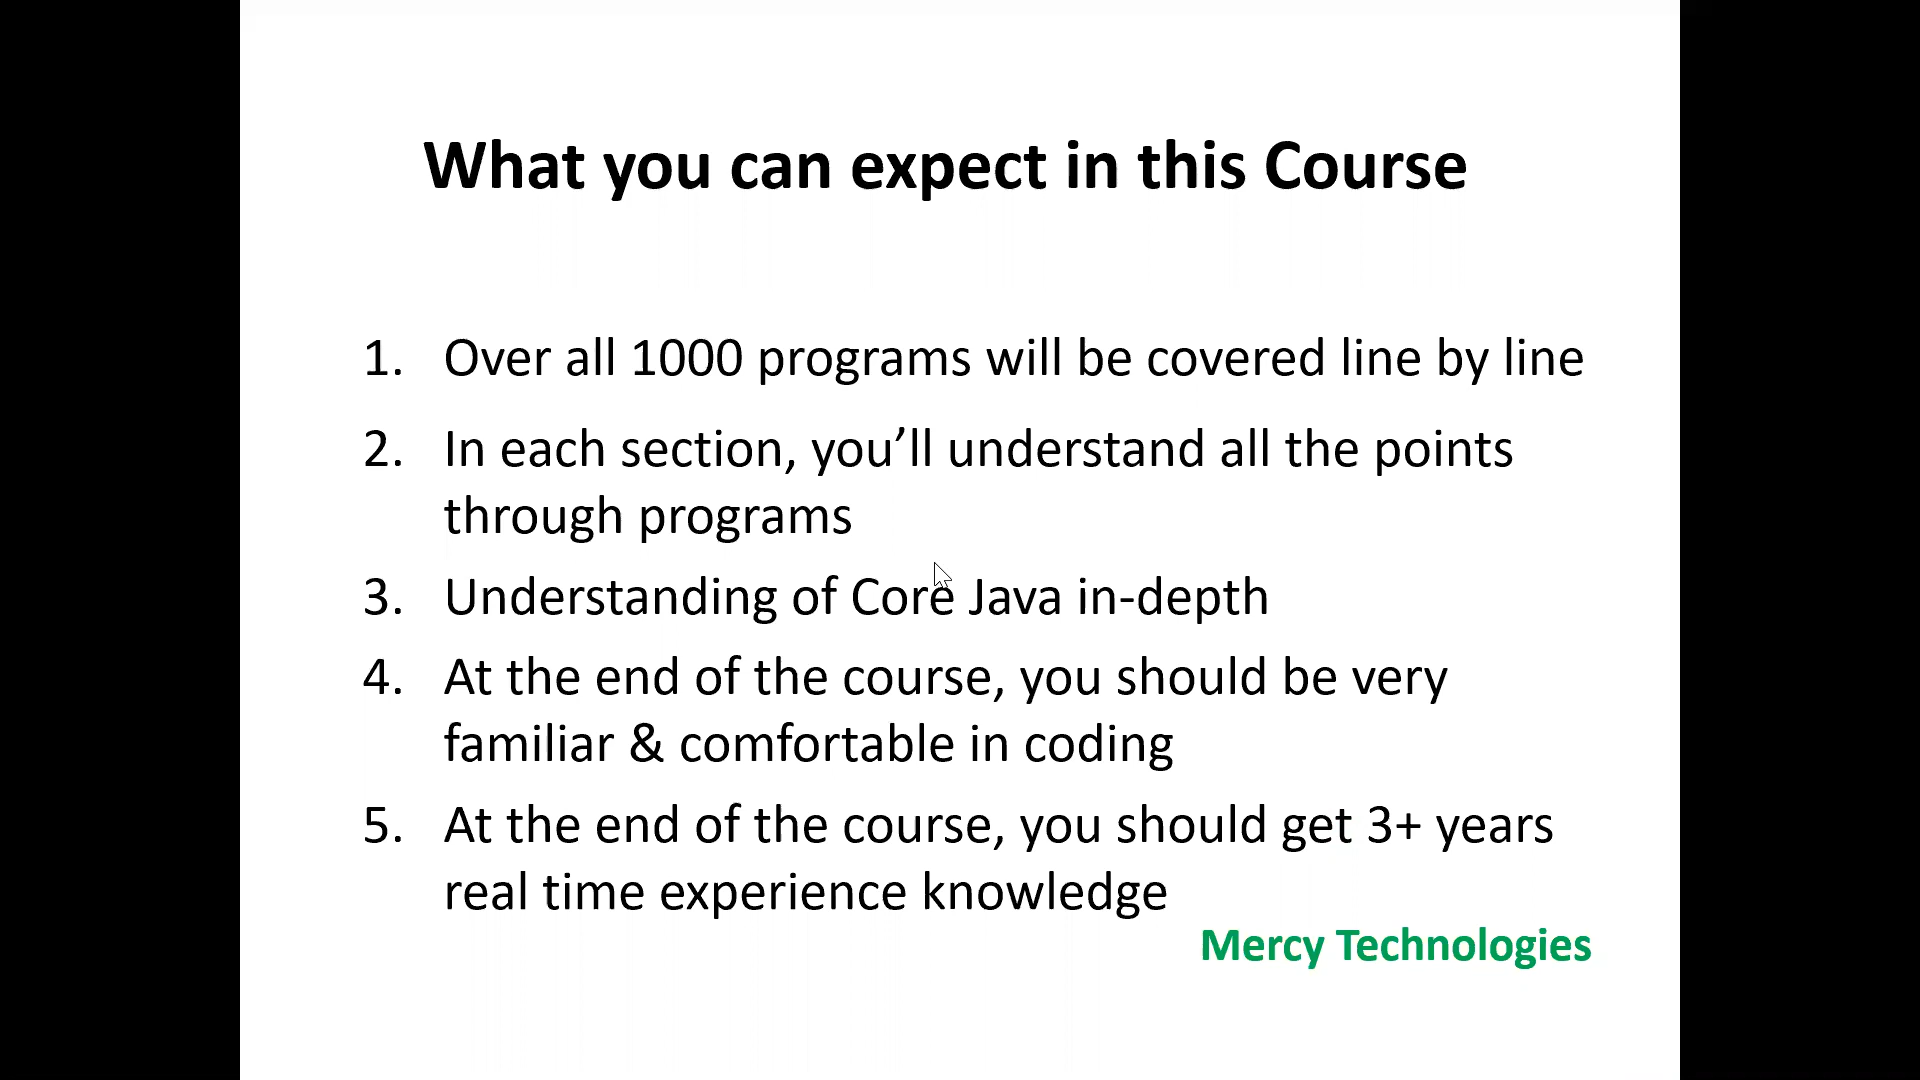 What you can expect in this Course
1. Over all 1000 programs will be covered line by line
2. In each section, you’ll understand all the points
through programs
3. Understanding of Core Java in-depth
4. At the end of the course, you should be very
familiar & comfortable in coding
5. At the end of the course, you should get 3+ years
real time experience knowledge
Mercy Technologies